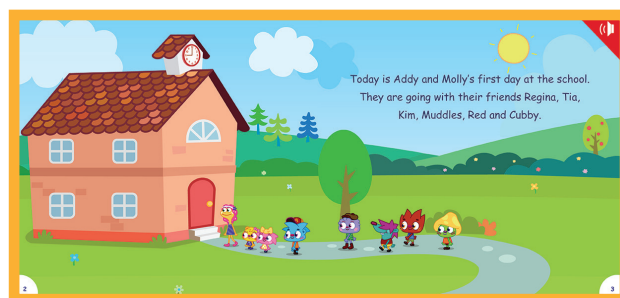 Today is Addy and Molly's first day at the school.
They are going with their friends Regina, Tia,
Kim, Muddles, Red and Cubby.
2
3